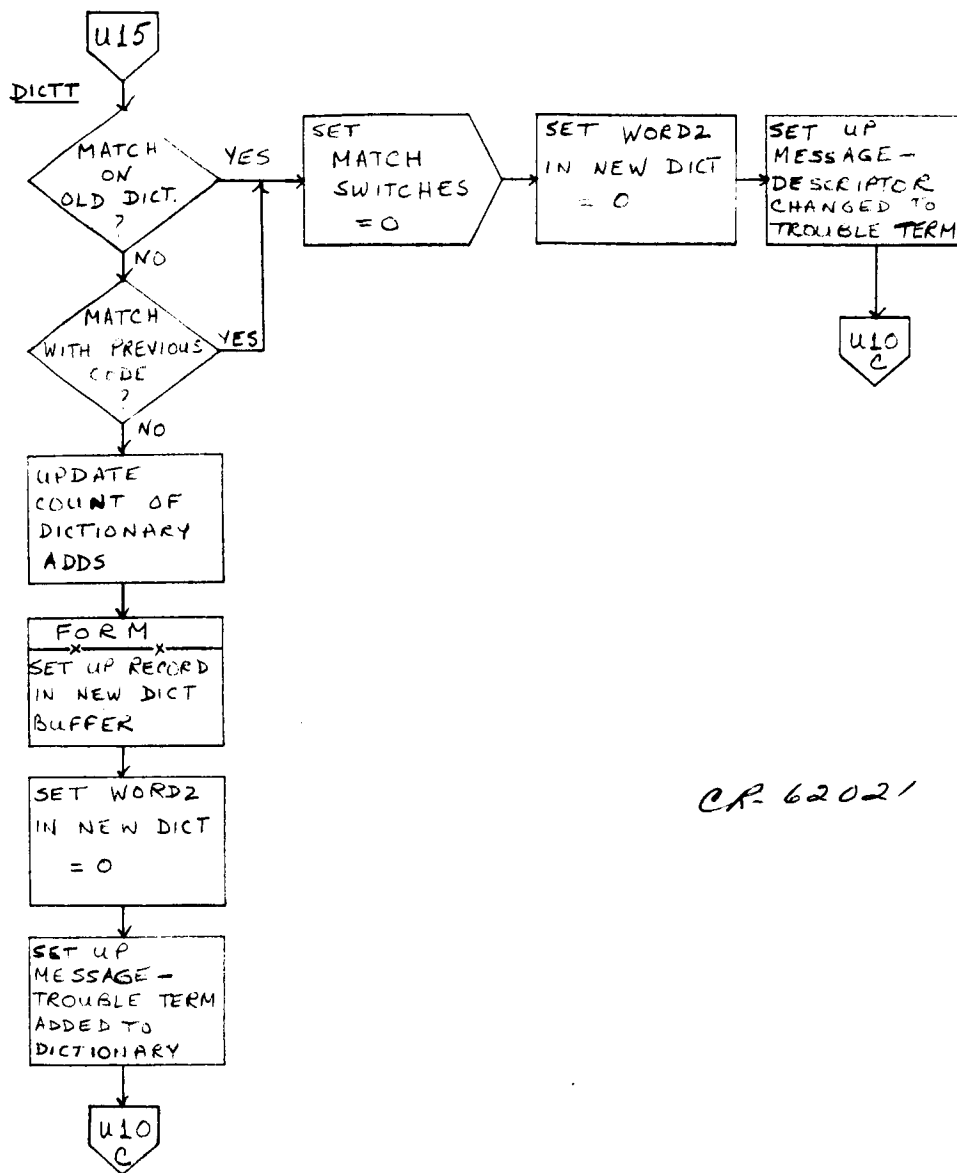 U15
DICTT
MATCH
ON
OLD DICT.
?
YES
NO
SET
MATCH
SWITCHES
= 0
SET WORD2
IN NEW DICT
= 0
SET UP
MESSAGE-
DESCRIPTOR
CHANGED TO
TROUBLE TERM
U10
C
MATCH
WITH PREVIOUS
CODE
?
YES
NO
UPDATE
COUNT OF
DICTIONARY
ADDS
FORM
SET UP RECORD
IN NEW DICT
BUFFER
SET WORD2
IN NEW DICT
= 0
CR-62021
SET UP
MESSAGE-
TROUBLE TERM
ADDED TO
DICTIONARY
U10
C